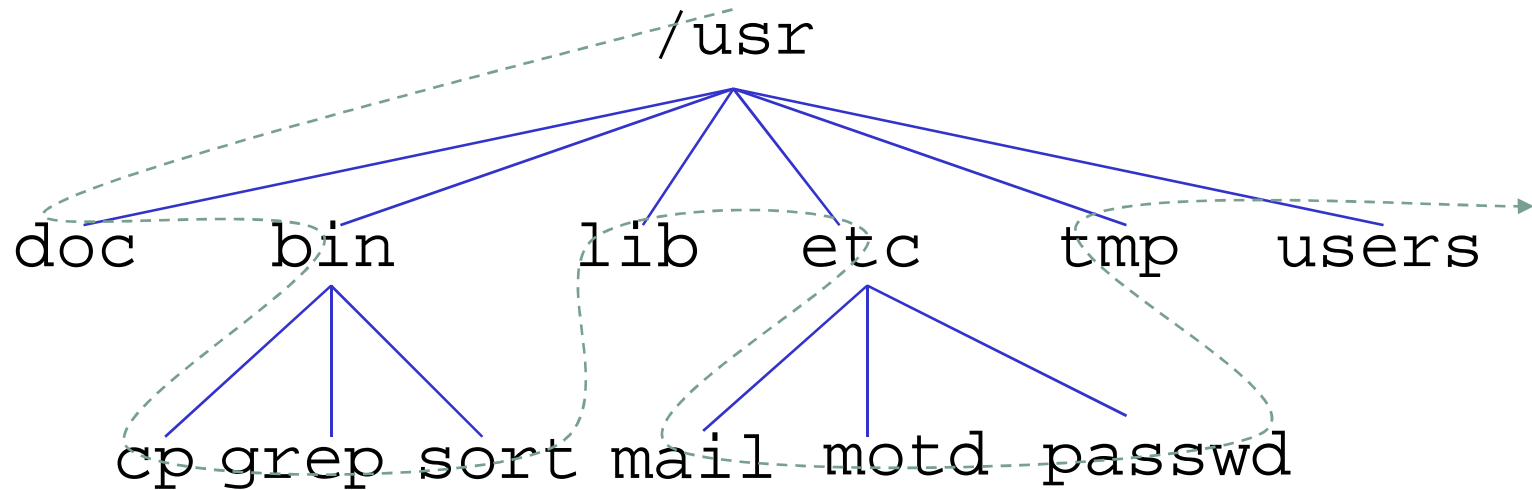 /usr
doc bin lib etc tmp users
cp grep sort mail motd passwd